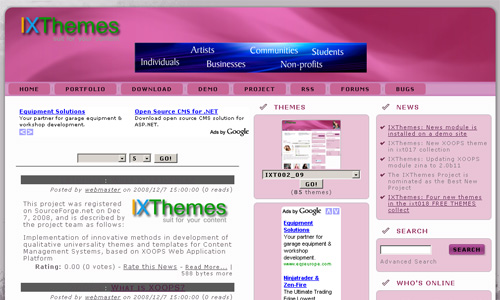 IXThemes
Artists
Communities
Students
Individuals
Businesses
Non-profits
HOME
PORTFOLIO
DOWNLOAD
DEMO
PROJECT
RSS
FORUMS
BUGS
Equipment Solutions
Your partner for garage equipment & workshop development.
Open Source CMS for .NET
Download open source CMS solution for ASP.NET.
Ads by Google
5
GO!
:
Posted by webmaster on 2008/12/7 15:00:00 (0 reads)
This project was registered
on SourceForge.net on Dec
7, 2008, and is described by
the project team as follows:
IXThemes
suit for your content
Implementation of innovative methods in development of
qualitative universality themes and templates for Content
Management Systems, based on XOOPS Web Application
Platform
Rating: 0.00 (0 votes) - Rate this News - Read More... |
588 bytes more
: What is XOOPS?
Posted by webmaster on 2008/12/7 15:00:00 (0 reads)
THEMES
IXT002_09
GO!
(85 themes)
Ads by Google
Equipment
Solutions
Your partner for
garage equipment
& workshop
development.
www.aqpeurope.com
Ninjatrader &
Zen-Fire
The Ultimate Trading
Edge Lowest
NEWS
IXThemes: News module is
installed on a demo site
IXThemes: New XOOPS theme
in ixt017 collection
IXThemes: Updating XOOPS
module zina to 2.0b11
The IXThemes Project is
nominated as the Best New
Project
IXThemes: Four new themes
in the ixt018 FREE THEMES
collect
SEARCH
SEARCH
Advanced Search
WHO'S ONLINE